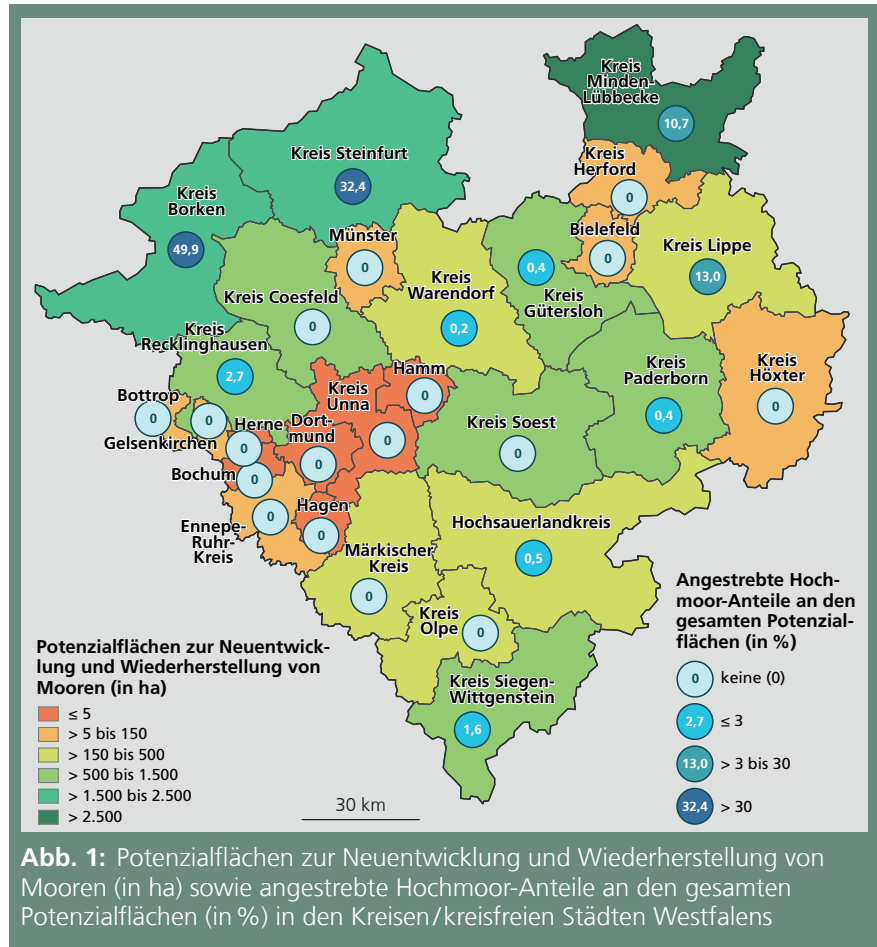 Kreis
Minden-
Lübbecke
10,7
Kreis Steinfurt
32,4
Kreis
Herford
0
Kreis
Borken
49,9
Münster
0
Bielefeld
0
Kreis Lippe
13,0
Kreis
Warendorf
0,2
0,4
Kreis
Gütersloh
Kreis Coesfeld
0
Kreis
Recklinghausen
2,7
Kreis
Paderborn
0,4
Kreis
Höxter
0
Hamm
0
Kreis
Unna
0
Bottrop
0
0
Gelsenkirchen
Herne
0
Dort-
mund
0
Kreis Soest
0
Bochum
0
Hagen
0
Ennepe-
Ruhr-
Kreis
0
Märkischer
Kreis
0
Hochsauerlandkreis
0,5
Kreis
Olpe
0
Kreis Siegen-
Wittgenstein
1,6
Potenzialflächen zur Neuentwick-
lung und Wiederherstellung von
Mooren (in ha)
≤ 5
> 5 bis 150
> 150 bis 500
> 500 bis 1.500
> 1.500 bis 2.500
> 2.500
30 km
Angestrebte Hoch-
moor-Anteile an den
gesamten Potenzial-
flächen (in %)
0 keine (0)
2,7 ≤ 3
13,0 > 3 bis 30
32,4 > 30
Abb. 1: Potenzialflächen zur Neuentwicklung und Wiederherstellung von
Mooren (in ha) sowie angestrebte Hochmoor-Anteile an den gesamten
Potenzialflächen (in %) in den Kreisen/kreisfreien Städten Westfalens